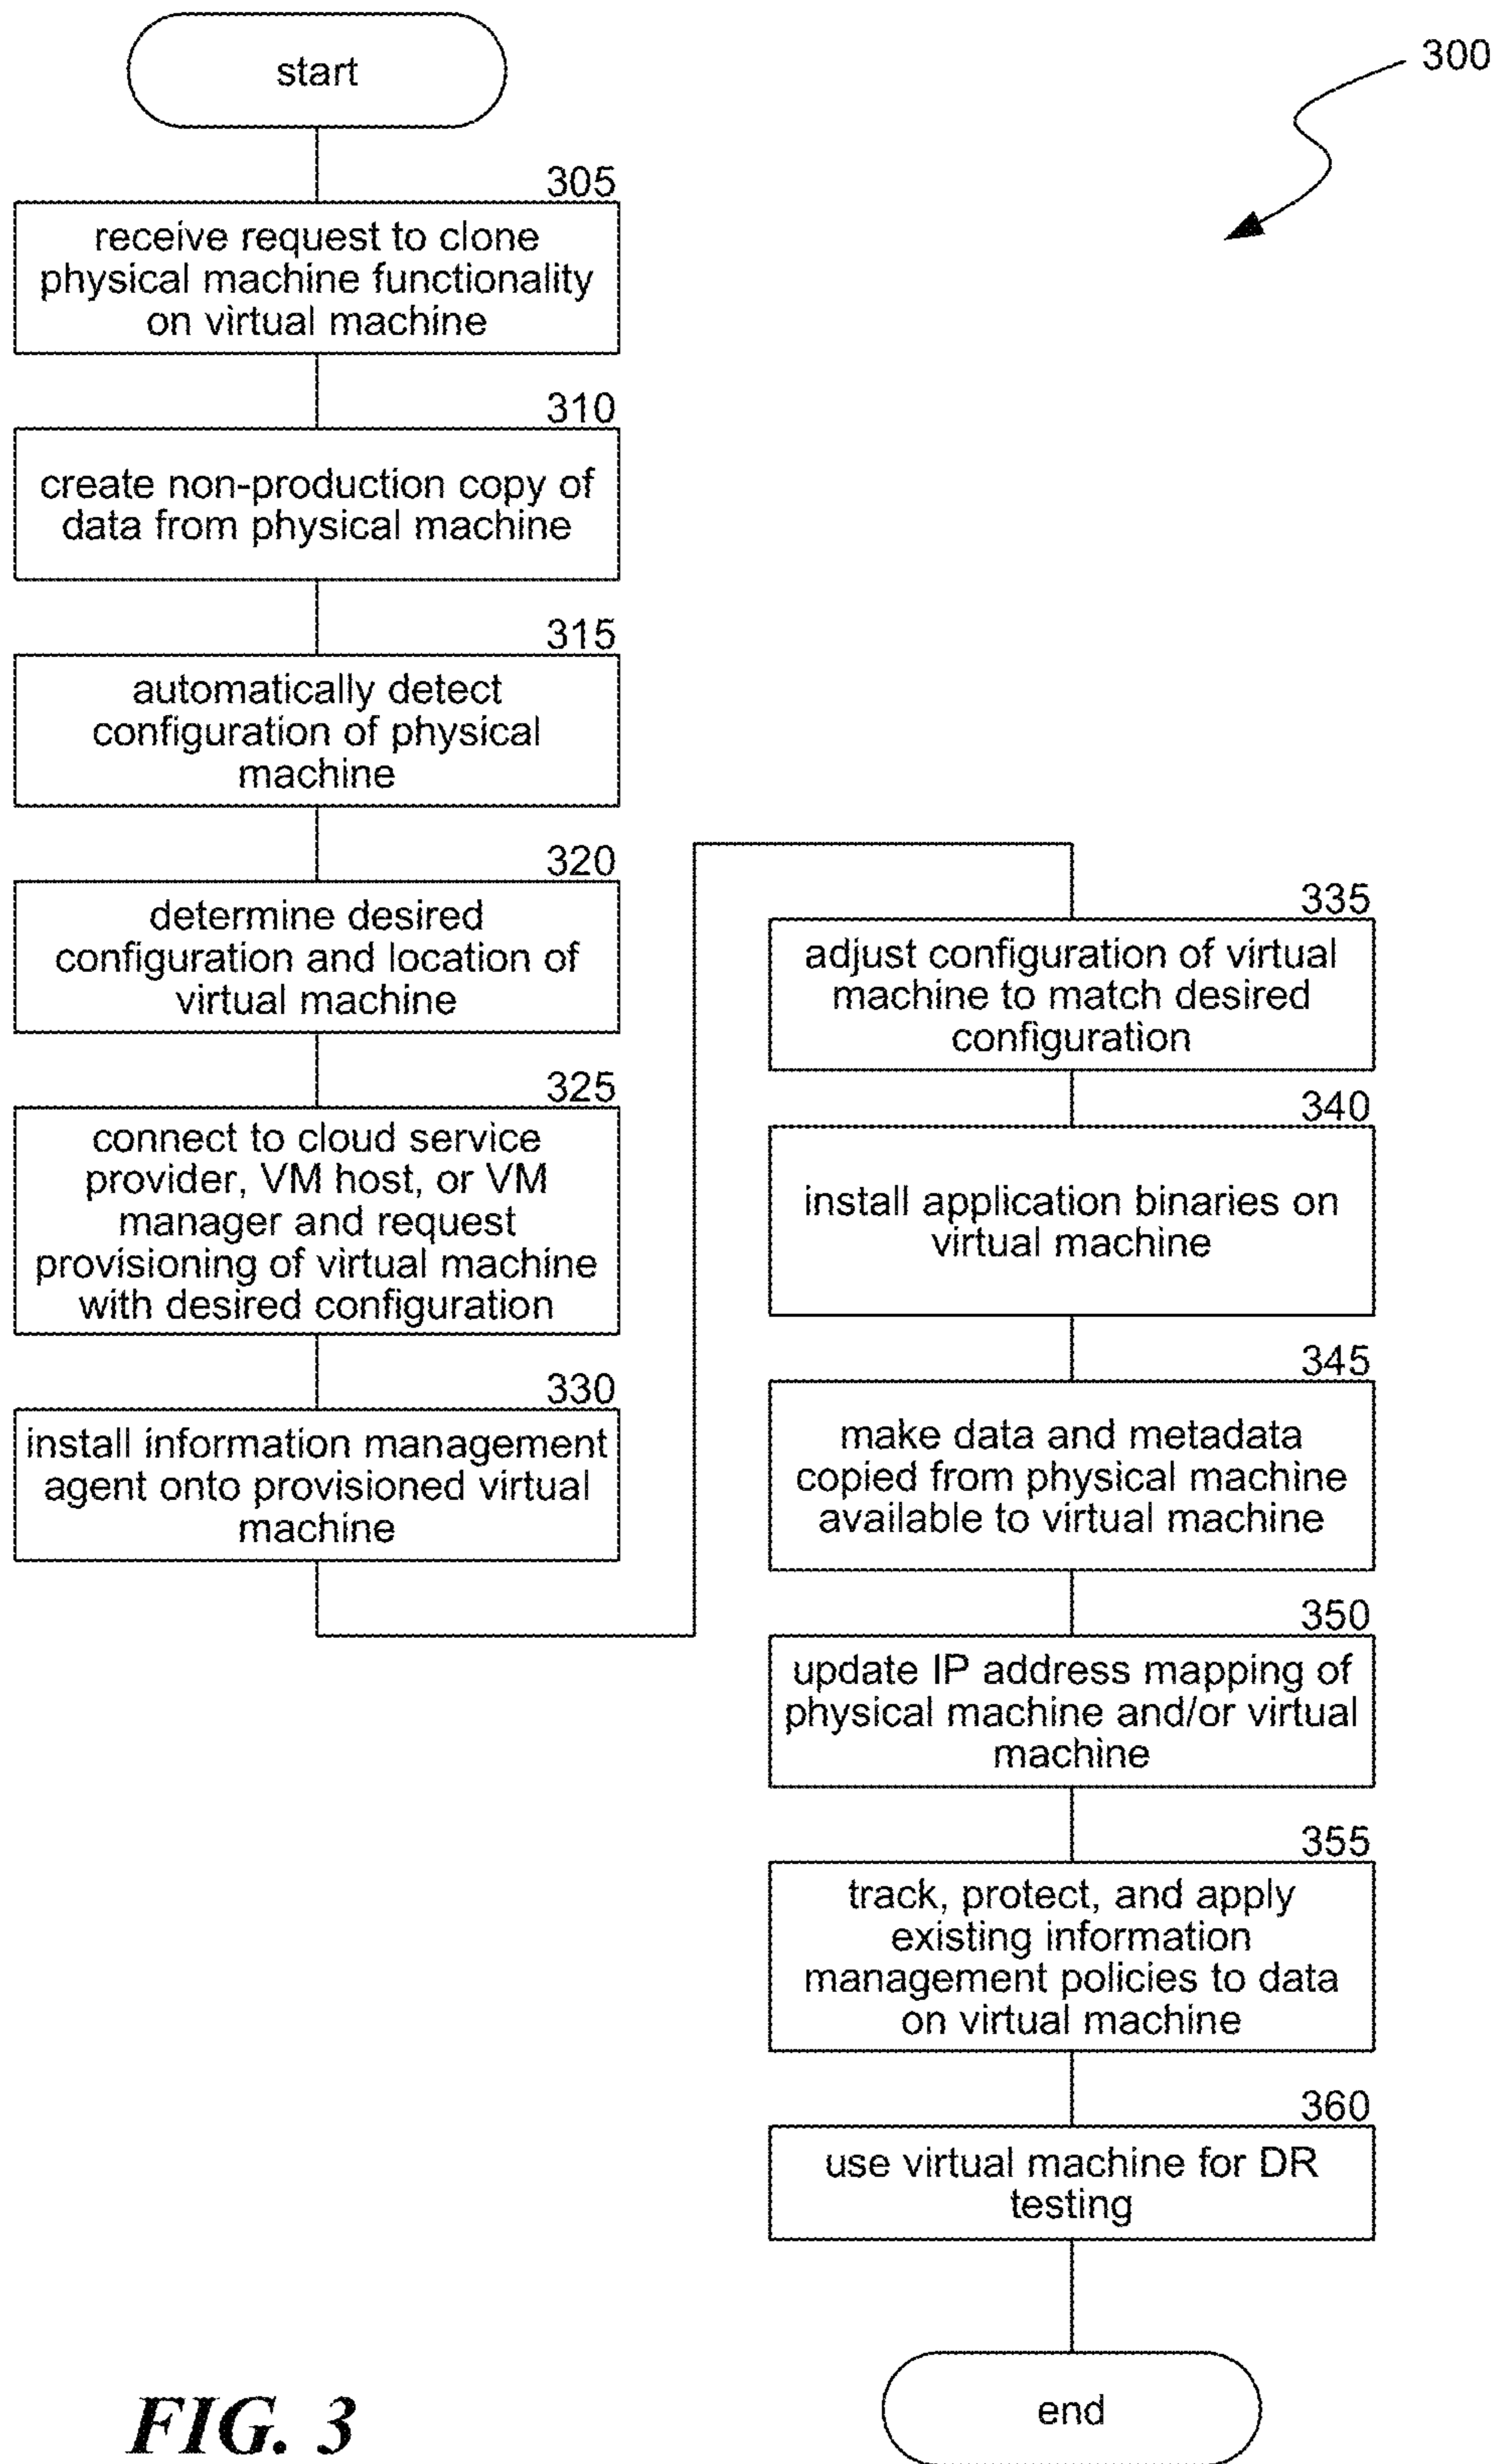 start
300
305
receive request to clone
physical machine functionality
on virtual machine
310
create non-production copy of
data from physical machine
315
automatically detect
configuration of physical
machine
320
determine desired
configuration and location of
virtual machine
325
connect to cloud service
provider, VM host, or VM
manager and request
provisioning of virtual machine
with desired configuration
330
install information management
agent onto provisioned virtual
machine
335
adjust configuration of virtual
machine to match desired
configuration
340
install application binaries on
virtual machine
345
make data and metadata
copied from physical machine
available to virtual machine
350
update IP address mapping of
physical machine and/or virtual
machine
355
track, protect, and apply
existing information
management policies to data
on virtual machine
360
use virtual machine for DR
testing
end
FIG. 3